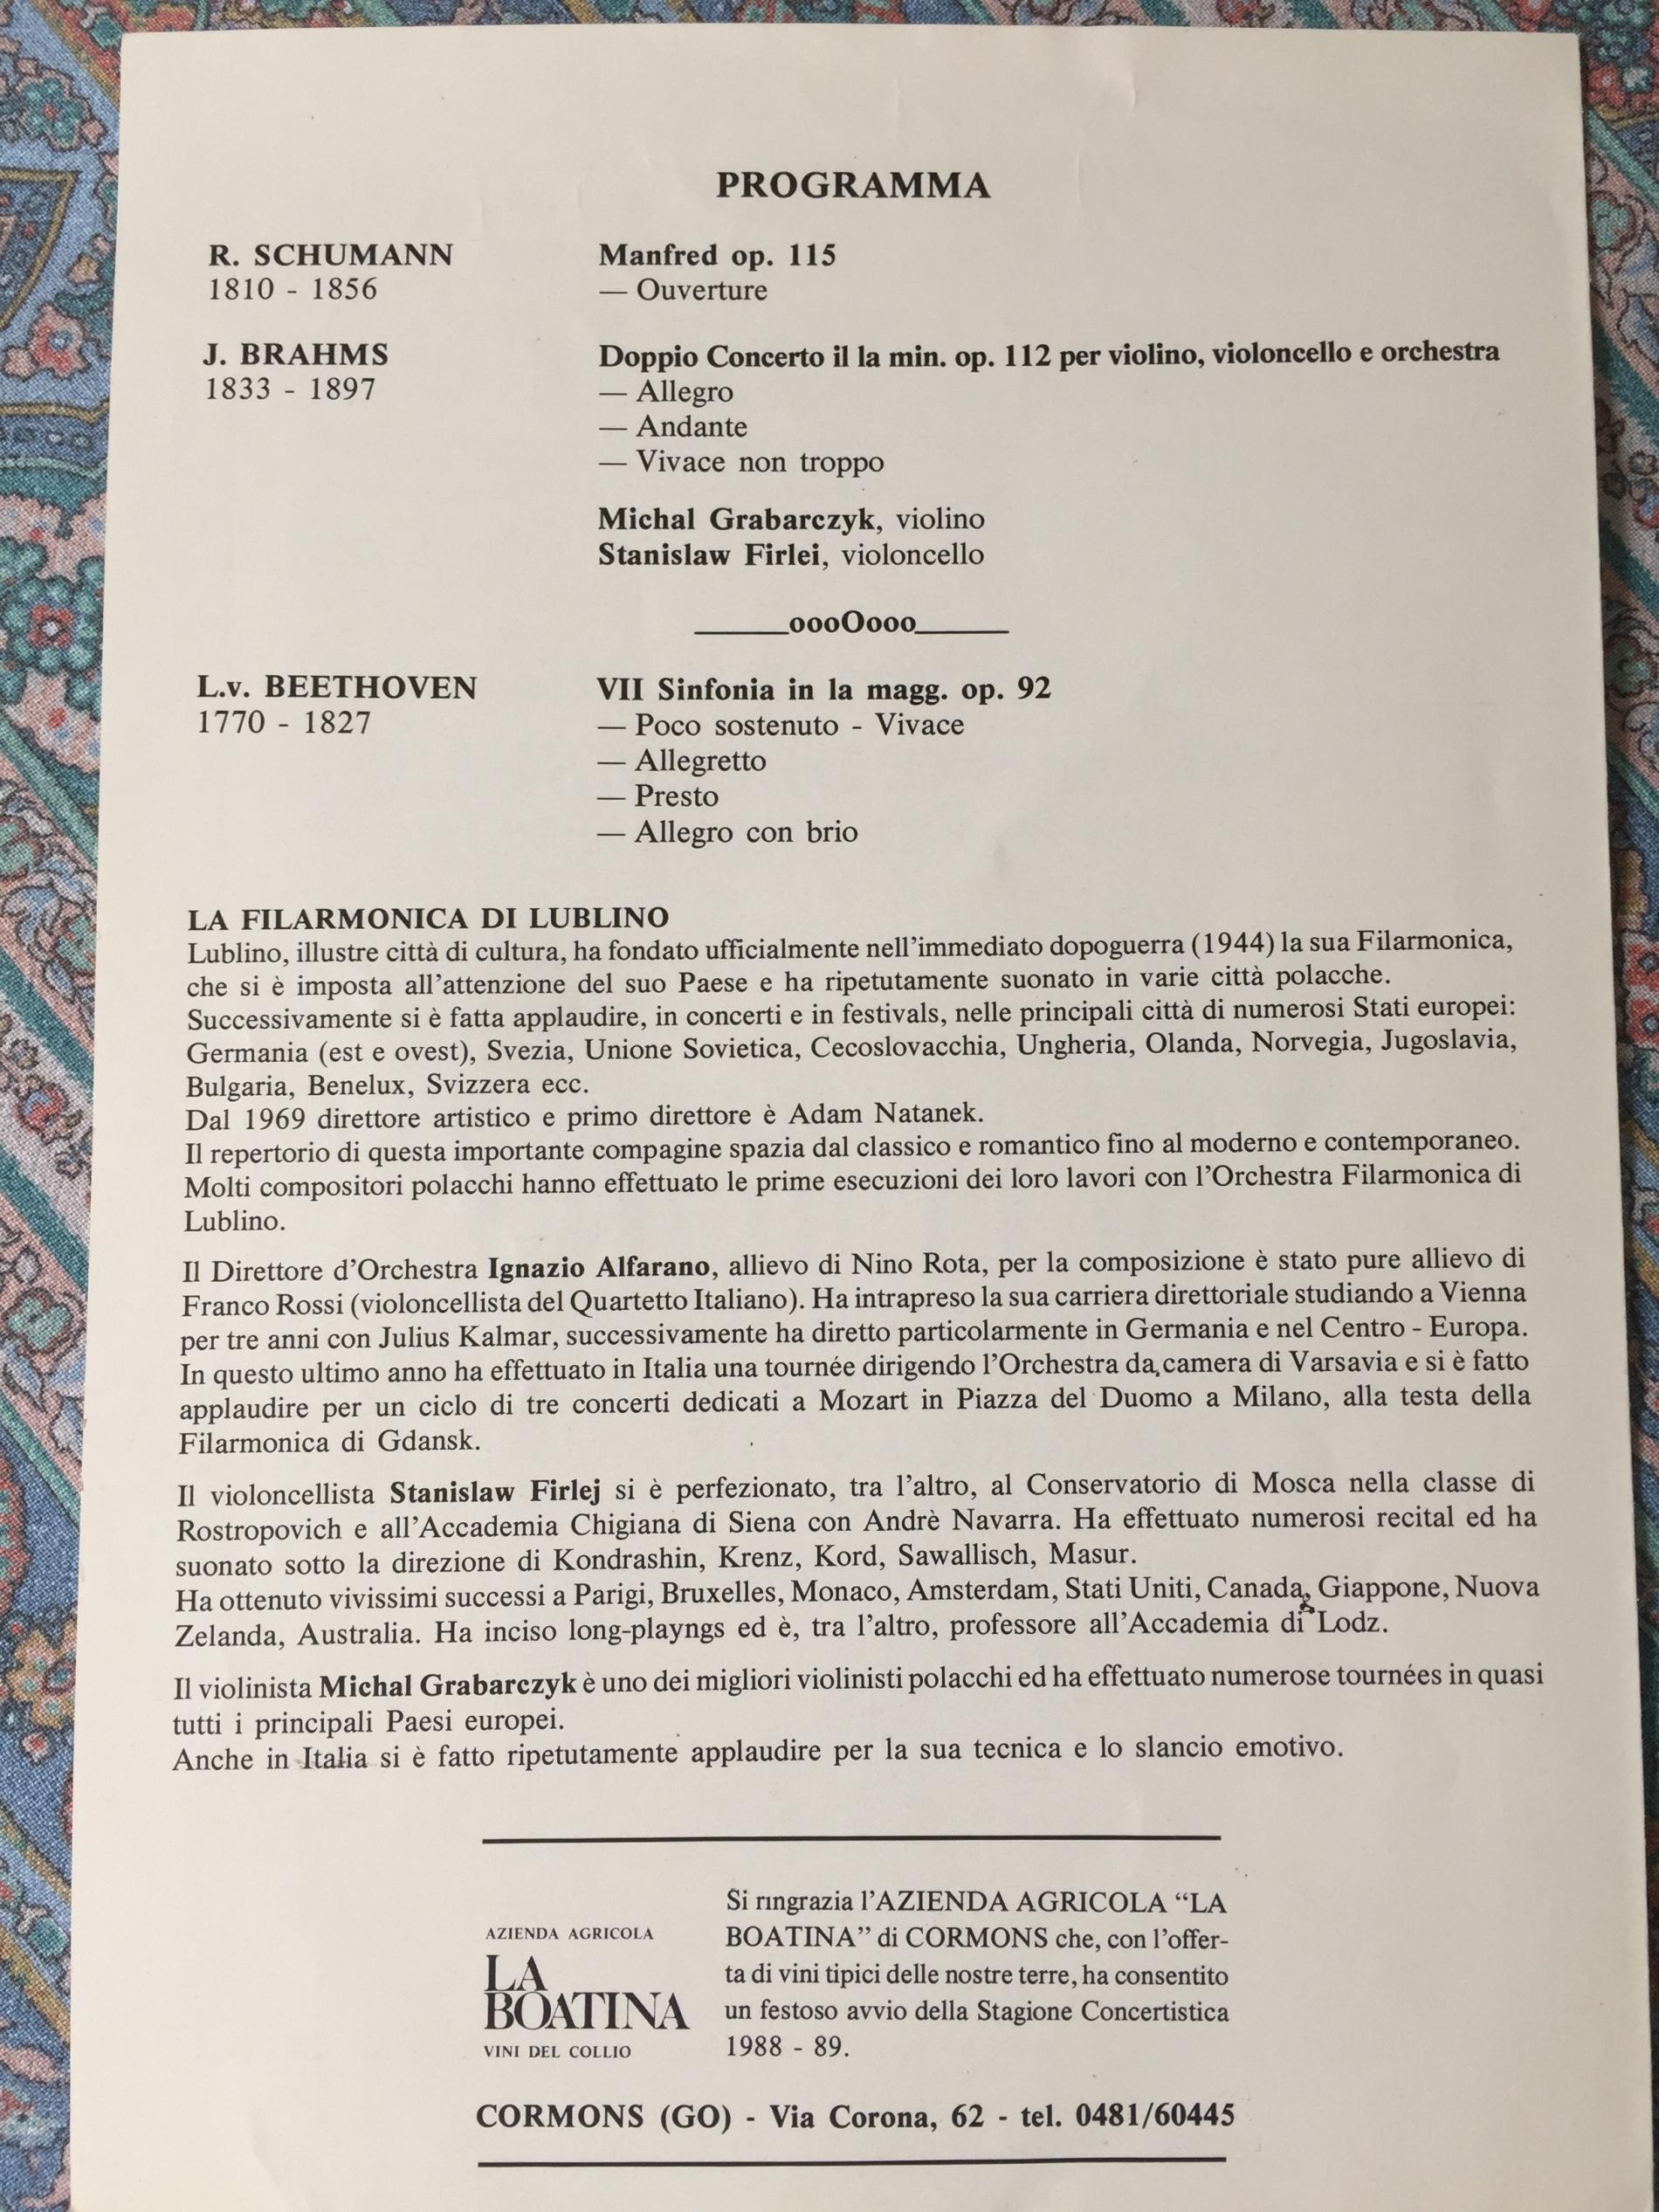 PROGRAMMA
R. SCHUMANN
1810 - 1856
Manfred op. 115
— Ouverture
J. BRAHMS
1833 - 1897
Doppio Concerto il la min. op. 112 per violino, violoncello e orchestra
— Allegro
— Andante
— Vivace non troppo
Michal Grabarczyk, violino
Stanislaw Firlei, violoncello
______oooOooo______
L.v. BEETHOVEN
1770 - 1827
VII Sinfonia in la magg. op. 92
— Poco sostenuto - Vivace
— Allegretto
— Presto
— Allegro con brio
LA FILARMONICA DI LUBLINO
Lublino, illustre città di cultura, ha fondato ufficialmente nell'immediato dopoguerra (1944) la sua Filarmonica,
che si è imposta all'attenzione del suo Paese e ha ripetutamente suonato in varie città polacche.
Successivamente si è fatta applaudire, in concerti e in festivals, nelle principali città di numerosi Stati europei:
Germania (est e ovest), Svezia, Unione Sovietica, Cecoslovacchia, Ungheria, Olanda, Norvegia, Jugoslavia,
Bulgaria, Benelux, Svizzera ecc.
Dal 1969 direttore artistico e primo direttore è Adam Natanek.
Il repertorio di questa importante compagine spazia dal classico e romantico fino al moderno e contemporaneo.
Molti compositori polacchi hanno effettuato le prime esecuzioni dei loro lavori con l'Orchestra Filarmonica di
Lublino.
Il Direttore d'Orchestra Ignazio Alfarano, allievo di Nino Rota, per la composizione è stato pure allievo di
Franco Rossi (violoncellista del Quartetto Italiano). Ha intrapreso la sua carriera direttoriale studiando a Vienna
per tre anni con Julius Kalmar, successivamente ha diretto particolarmente in Germania e nel Centro - Europa.
In questo ultimo anno ha effettuato in Italia una tournée dirigendo l'Orchestra da camera di Varsavia e si è fatto
applaudire per un ciclo di tre concerti dedicati a Mozart in Piazza del Duomo a Milano, alla testa della
Filarmonica di Gdansk.
Il violoncellista Stanislaw Firlej si è perfezionato, tra l'altro, al Conservatorio di Mosca nella classe di
Rostropovich e all'Accademia Chigiana di Siena con Andrè Navarra. Ha effettuato numerosi recital ed ha
suonato sotto la direzione di Kondrashin, Krenz, Kord, Sawallisch, Masur.
Ha ottenuto vivissimi successi a Parigi, Bruxelles, Monaco, Amsterdam, Stati Uniti, Canada, Giappone, Nuova
Zelanda, Australia. Ha inciso long-playngs ed è, tra l'altro, professore all'Accademia di Lodz.
Il violinista Michal Grabarczyk è uno dei migliori violinisti polacchi ed ha effettuato numerose tournées in quasi
tutti i principali Paesi europei.
Anche in Italia si è fatto ripetutamente applaudire per la sua tecnica e lo slancio emotivo.
AZIENDA AGRICOLA
LA
BOATINA
VINI DEL COLLIO
Si ringrazia l'AZIENDA AGRICOLA “LA
BOATINA” di CORMONS che, con l'offer-
ta di vini tipici delle nostre terre, ha consentito
un festoso avvio della Stagione Concertistica
1988 - 89.
CORMONS (GO) - Via Corona, 62 - tel. 0481/60445